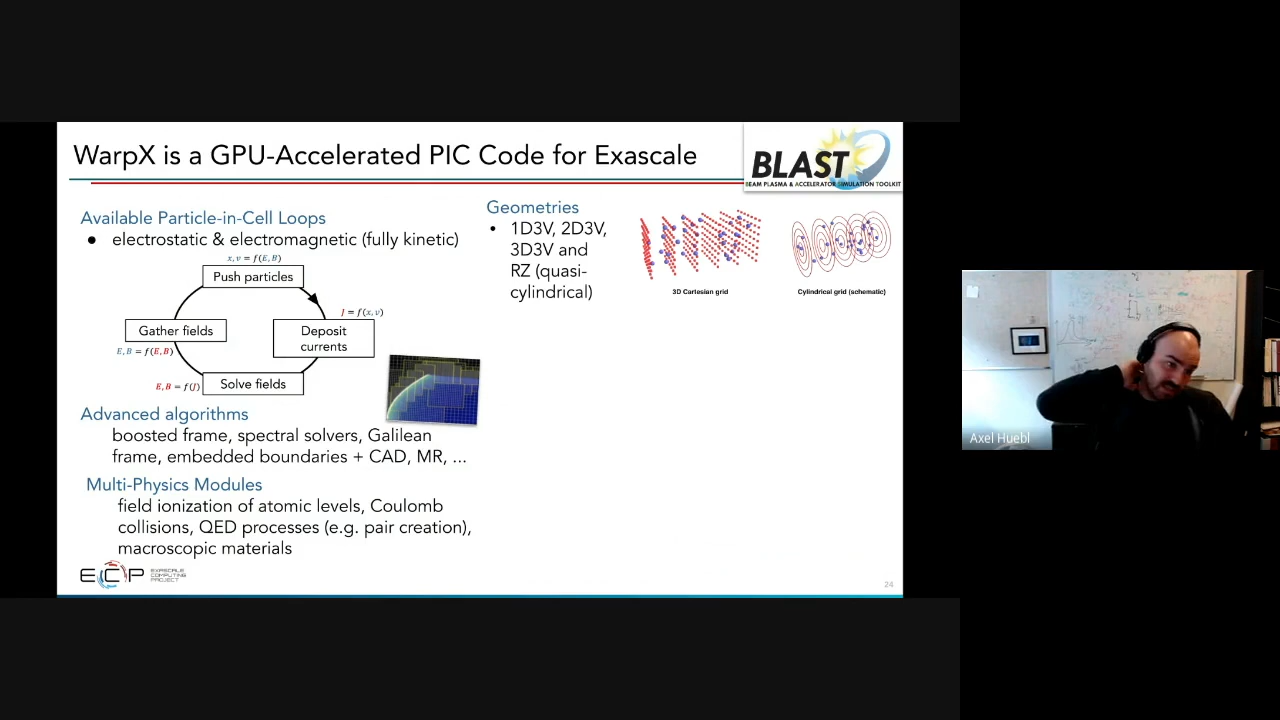 WarpX is a GPU-Accelerated PIC Code for Exascale
BLAST
BEAM PLASMA & ACCELERATOR SIMULATION TOOLKIT
Available Particle-in-Cell Loops
● electrostatic & electromagnetic (fully kinetic)
x, v = f(E, B)
Push particles
J = f(x, v)
Gather fields
Deposit
currents
E, B = f(E, B)
E, B = f(J)
Solve fields
Advanced algorithms
boosted frame, spectral solvers, Galilean
frame, embedded boundaries + CAD, MR, ...
Multi-Physics Modules
field ionization of atomic levels, Coulomb
collisions, QED processes (e.g. pair creation),
macroscopic materials
Geometries
• 1D3V, 2D3V,
3D3V and
RZ (quasi-
cylindrical)
3D Cartesian grid
Cylindrical grid (schematic)
ECP
EXASCALE
COMPUTING
PROJECT
24
Axel Huebl